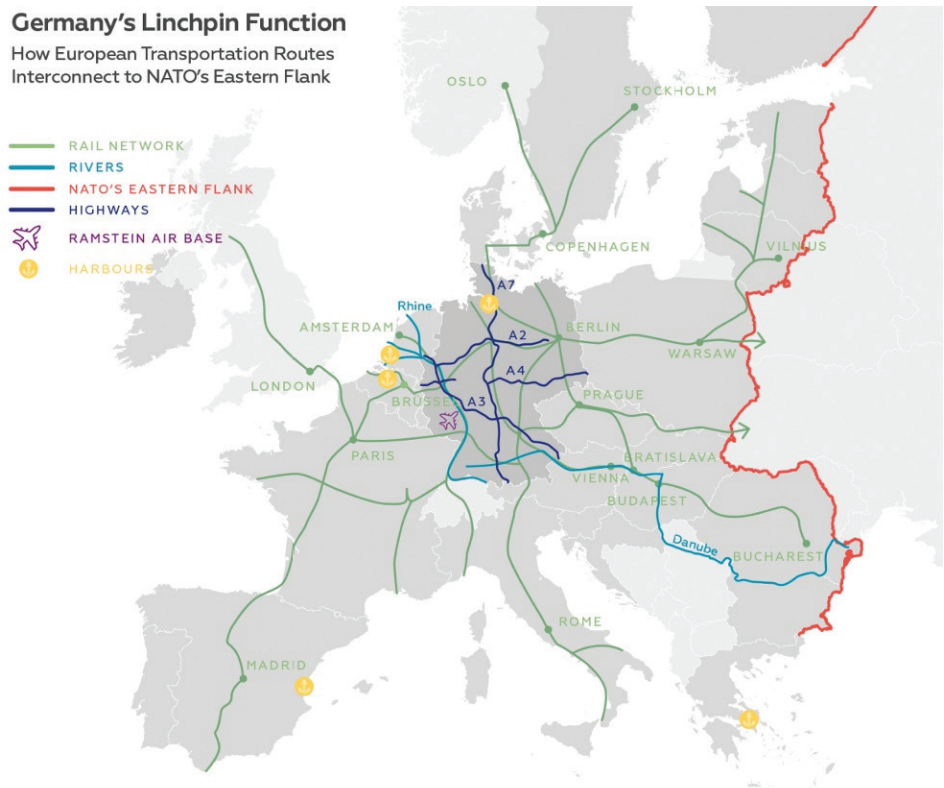 Germany's Linchpin Function
How European Transportation Routes
Interconnect to NATO's Eastern Flank
RAIL NETWORK
RIVERS
NATO'S EASTERN FLANK
HIGHWAYS
RAMSTEIN AIR BASE
HARBOURS
OSLO
STOCKHOLM
COPENHAGEN
VILNIUS
A7
Rhine
AMSTERDAM
A2
BERLIN
WARSAW
LONDON
A4
BRÜSSEL
A3
PRAGUE
PARIS
BRATISLAVA
VIENNA
BUDAPEST
Danube
BUCHAREST
ROME
MADRID